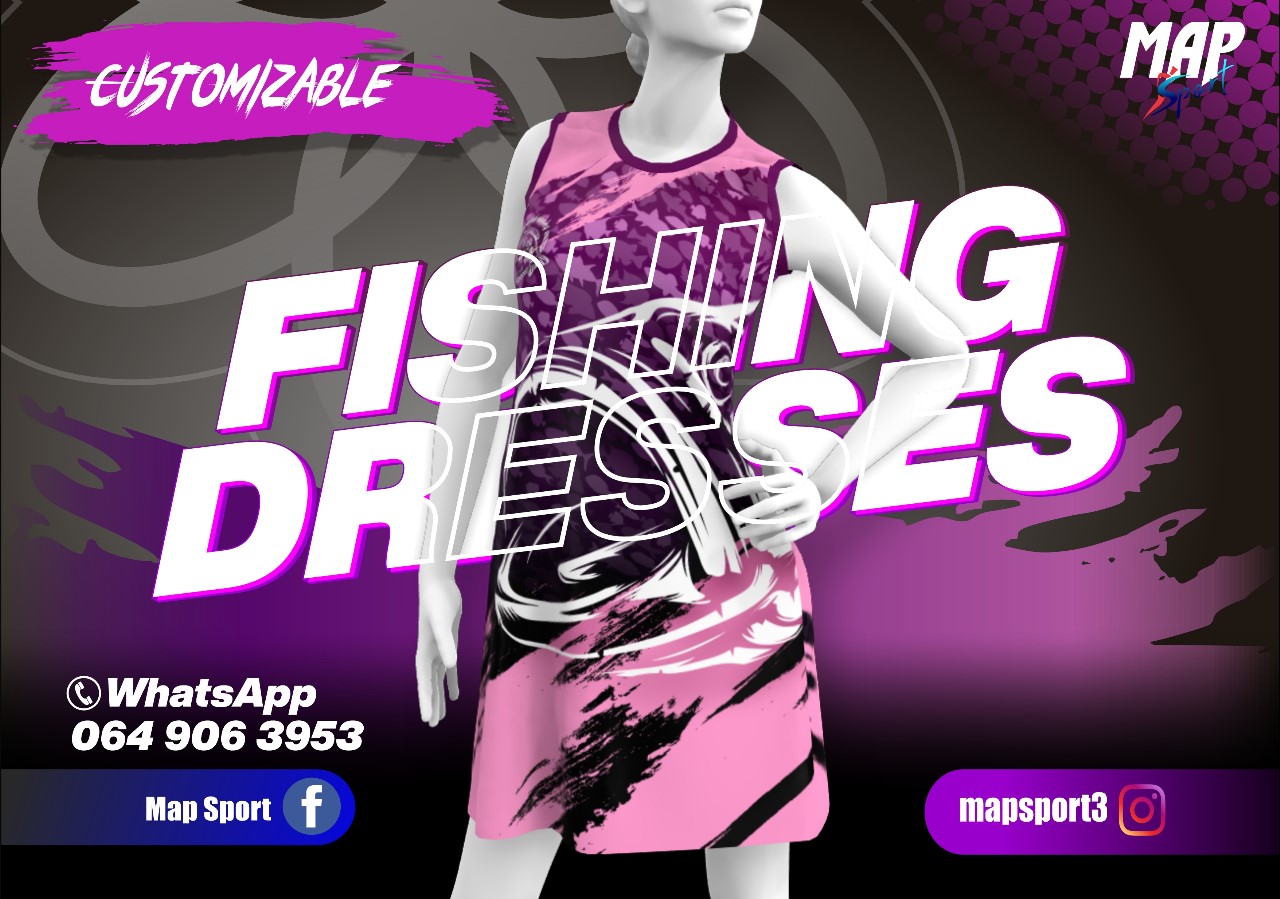 CUSTOMIZABLE
MAP
Sport
FISHING
DRESSES
WhatsApp
064 906 3953
Map Sport
mapsport3